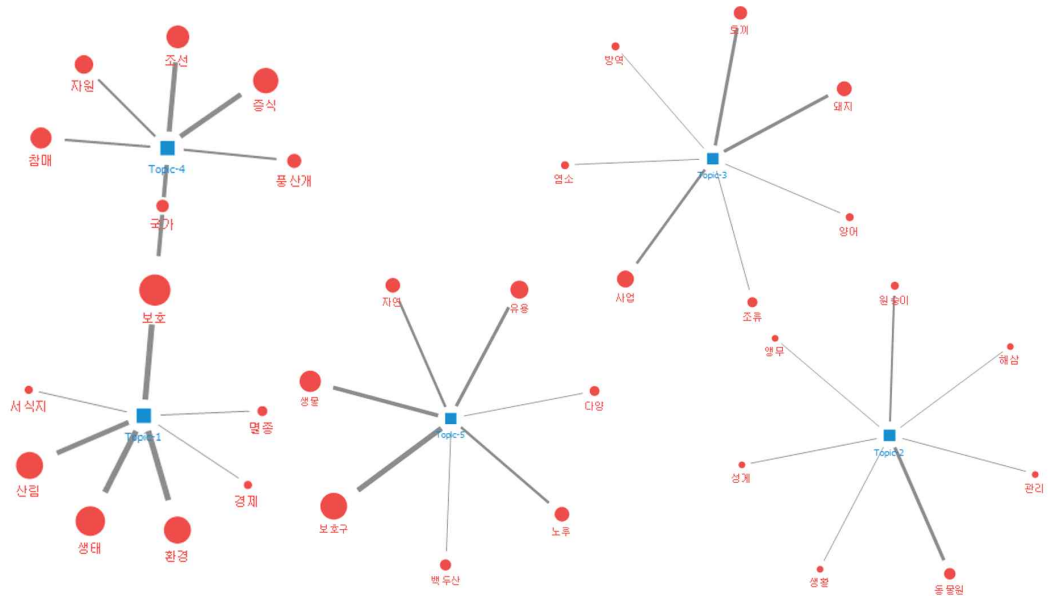 조선
자원
증식
참매
Topic-4
풍산개
국가
보호
서식지
멸종
Topic-1
산림
경제
생태
환경
자연
유용
생물
다양
Topic-5
보호구
노루
백두산
토끼
방역
돼지
염소
Topic-3
양어
사업
조류
원숭이
앵무
해삼
Topic-2
성게
관리
생활
동물원